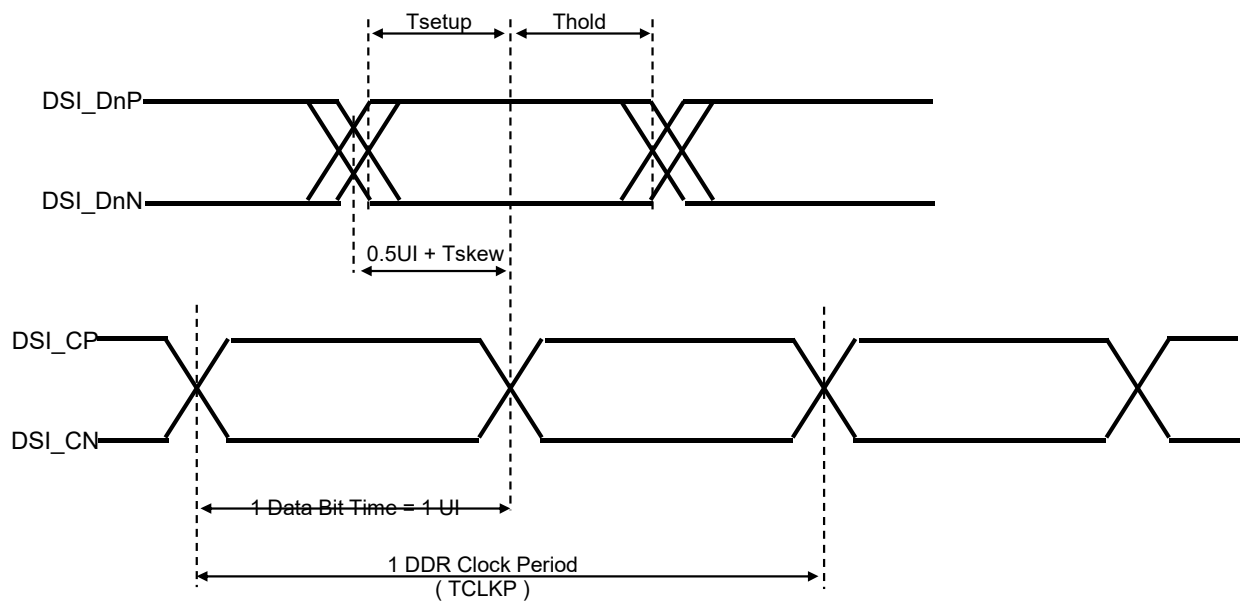 Tsetup
Thold
DSI_DnP
DSI_DnN
0.5UI + Tskew
DSI_CP
DSI_CN
1 Data Bit Time = 1 UI
1 DDR Clock Period
( TCLKP )